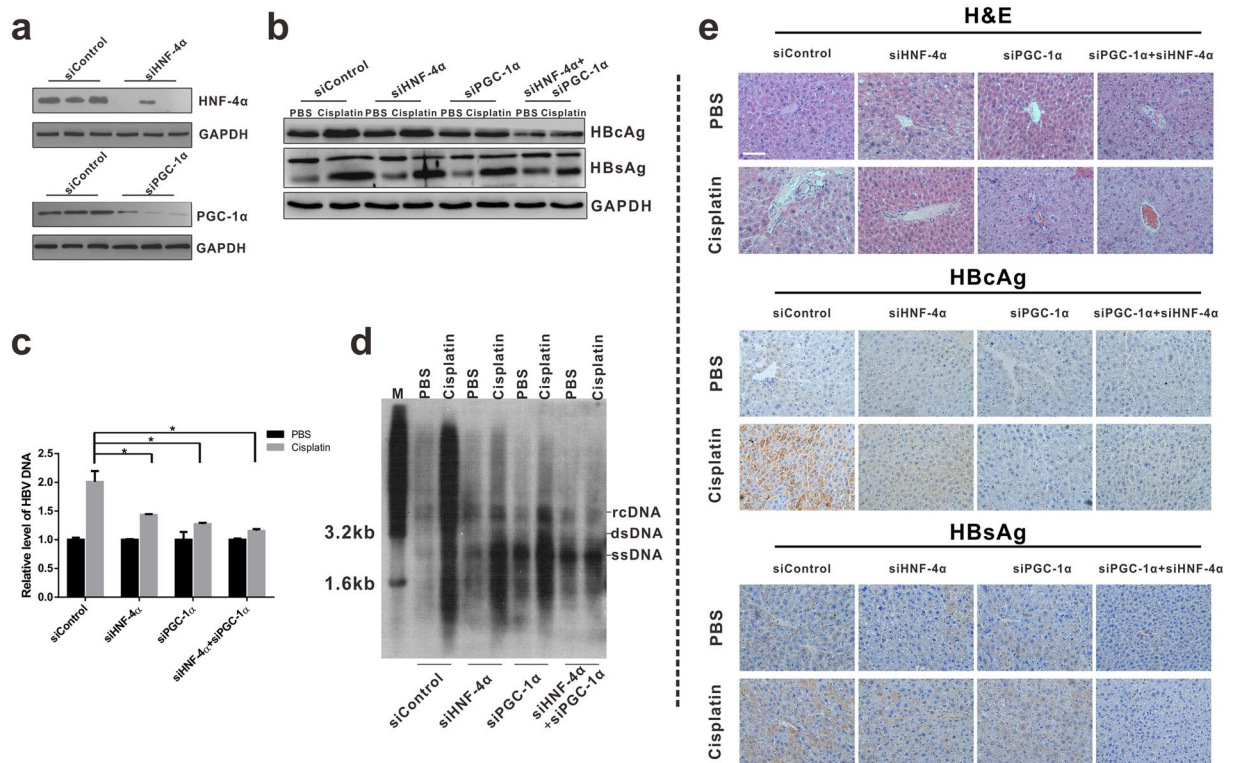 a
siControl siHNF-4α
HNF-4α
GAPDH
siControl siPGC-1α
PGC-1α
GAPDH
b
siControl siHNF-4α siPGC-1α siHNF-4α+
siPGC-1α
PBS Cisplatin PBS Cisplatin PBS Cisplatin PBS Cisplatin
HBcAg
HBsAg
GAPDH
c
Relative level of HBV DNA
2.5
2.0
1.5
1.0
0.5
0.0
* * *
PBS
Cisplatin
siControl
siHNF-4α
siPGC-1α
siHNF-4α+siPGC-1α
d
M PBS Cisplatin PBS Cisplatin PBS Cisplatin PBS Cisplatin
3.2kb
1.6kb
rcDNA
dsDNA
ssDNA
siControl
siHNF-4α
siPGC-1α
siHNF-4α
+siPGC-1α
e
H&E
siControl siHNF-4α siPGC-1α siPGC-1α+siHNF-4α
PBS
Cisplatin
HBcAg
siControl siHNF-4α siPGC-1α siPGC-1α+siHNF-4α
PBS
Cisplatin
HBsAg
siControl siHNF-4α siPGC-1α siPGC-1α+siHNF-4α
PBS
Cisplatin